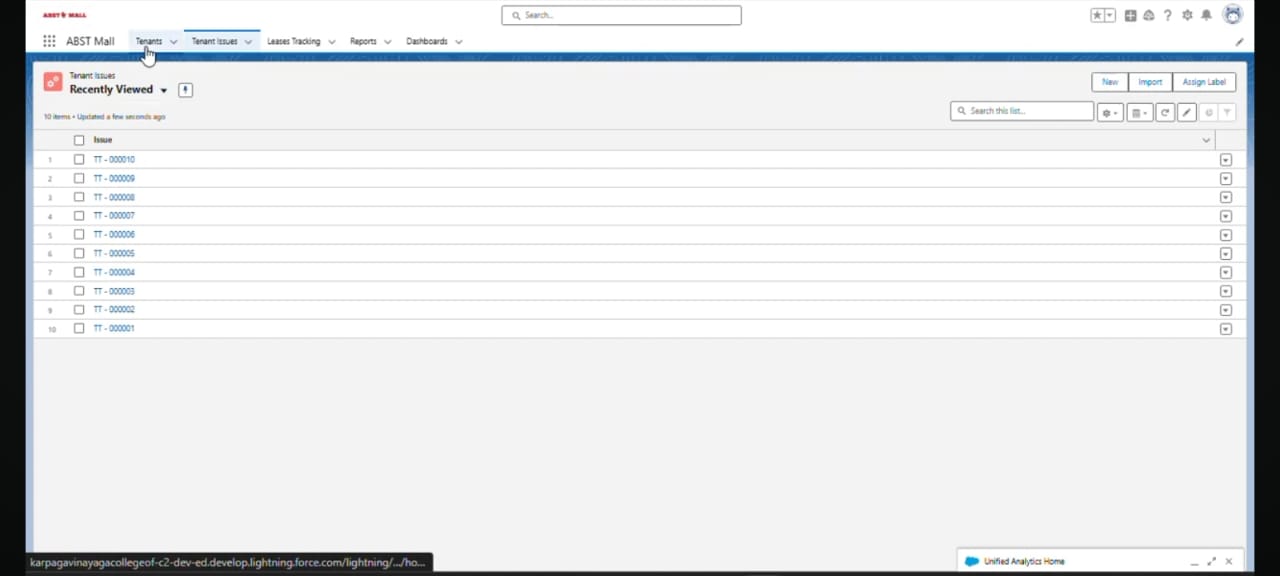 ABST MALL
Search...
ABST Mall
Tenants
Tenant Issues
Leases Tracking
Reports
Dashboards
Tenant Issues
Recently Viewed
New
Import
Assign Label
10 items • Updated a few seconds ago
Search this list...
Issue
1 TT - 000010
2 TT - 000009
3 TT - 000008
4 TT - 000007
5 TT - 000006
6 TT - 000005
7 TT - 000004
8 TT - 000003
9 TT - 000002
10 TT - 000001
karpagavinayagacollegeof-c2-dev-ed.develop.lightning.force.com/lightning/.../ho...
Unified Analytics Home